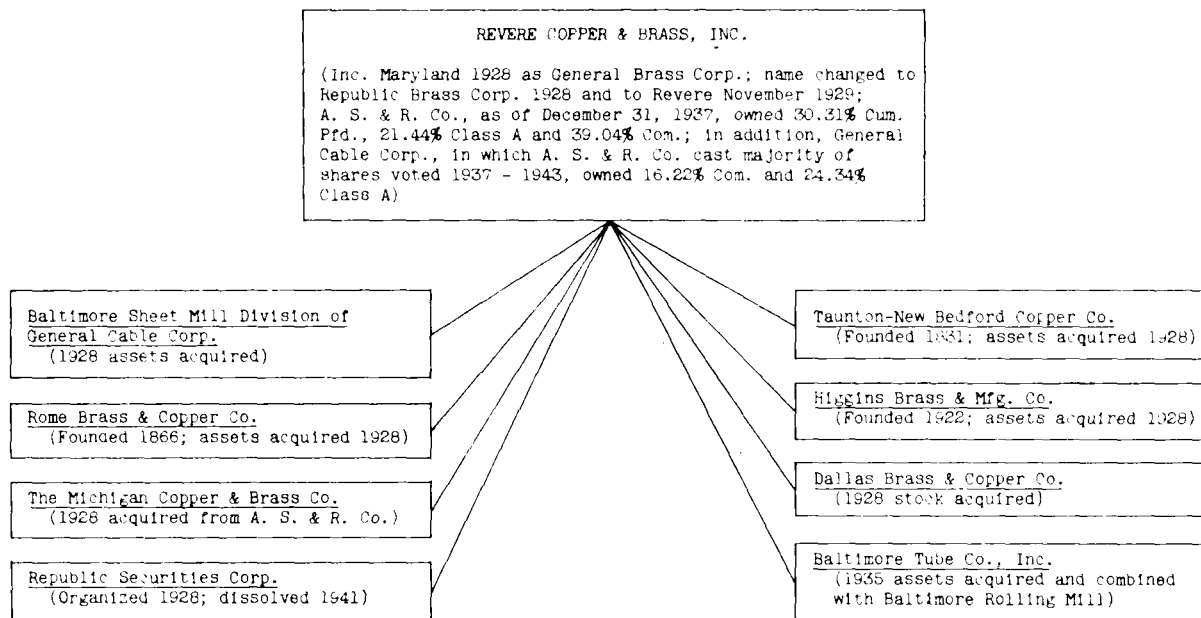 REVERE COPPER & BRASS, INC.
(Inc. Maryland 1928 as General Brass Corp.; name changed to
Republic Brass Corp. 1928 and to Revere November 1929;
A. S. & R. Co., as of December 31, 1937, owned 30.31% Cum.
Pfd., 21.44% Class A and 39.04% Com.; in addition, General
Cable Corp., in which A. S. & R. Co. cast majority of
shares voted 1937 - 1943, owned 16.22% Com. and 24.34%
Class A)
Baltimore Sheet Mill Division of
General Cable Corp.
(1928 assets acquired)
Rome Brass & Copper Co.
(Founded 1866; assets acquired 1928)
The Michigan Copper & Brass Co.
(1928 acquired from A. S. & R. Co.)
Republic Securities Corp.
(Organized 1928; dissolved 1941)
Taunton-New Bedford Copper Co.
(Founded 1831; assets acquired 1928)
Higgins Brass & Mfg. Co.
(Founded 1922; assets acquired 1928)
Dallas Brass & Copper Co.
(1928 stock acquired)
Baltimore Tube Co., Inc.
(1935 assets acquired and combined
with Baltimore Rolling Mill)